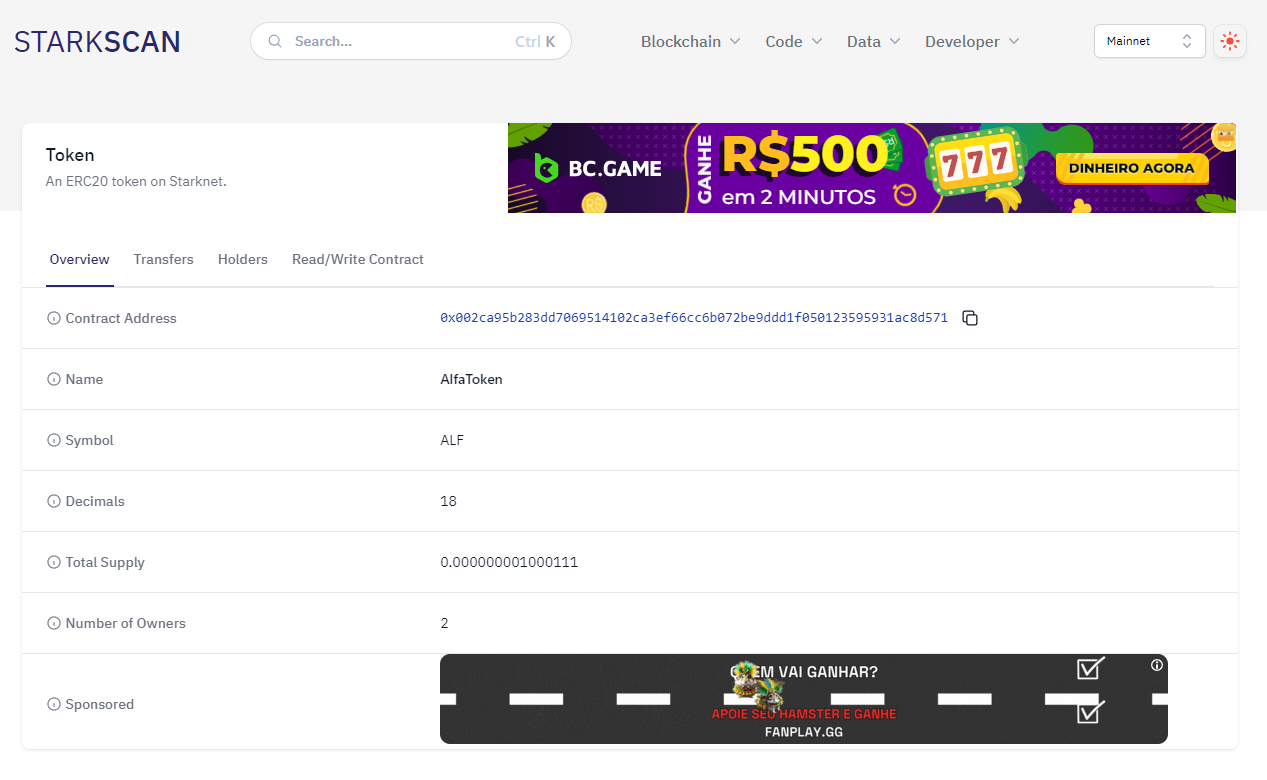 STARKSCAN
Search...
Ctrl K
Blockchain
Code
Data
Developer
Mainnet
Token
An ERC20 token on Starknet.
BC.GAME
GANHE
R$500
em 2 MINUTOS
777
DINHEIRO AGORA
R$
Overview
Transfers
Holders
Read/Write Contract
Contract Address
0x002ca95b283dd7069514102ca3ef66cc6b072be9ddd1f050123595931ac8d571
Name
AlfaToken
Symbol
ALF
Decimals
18
Total Supply
0.000000001000111
Number of Owners
2
Sponsored
VAI GANHAR?
APOIE SEU HAMSTER E GANHE
FANPLAY.GG